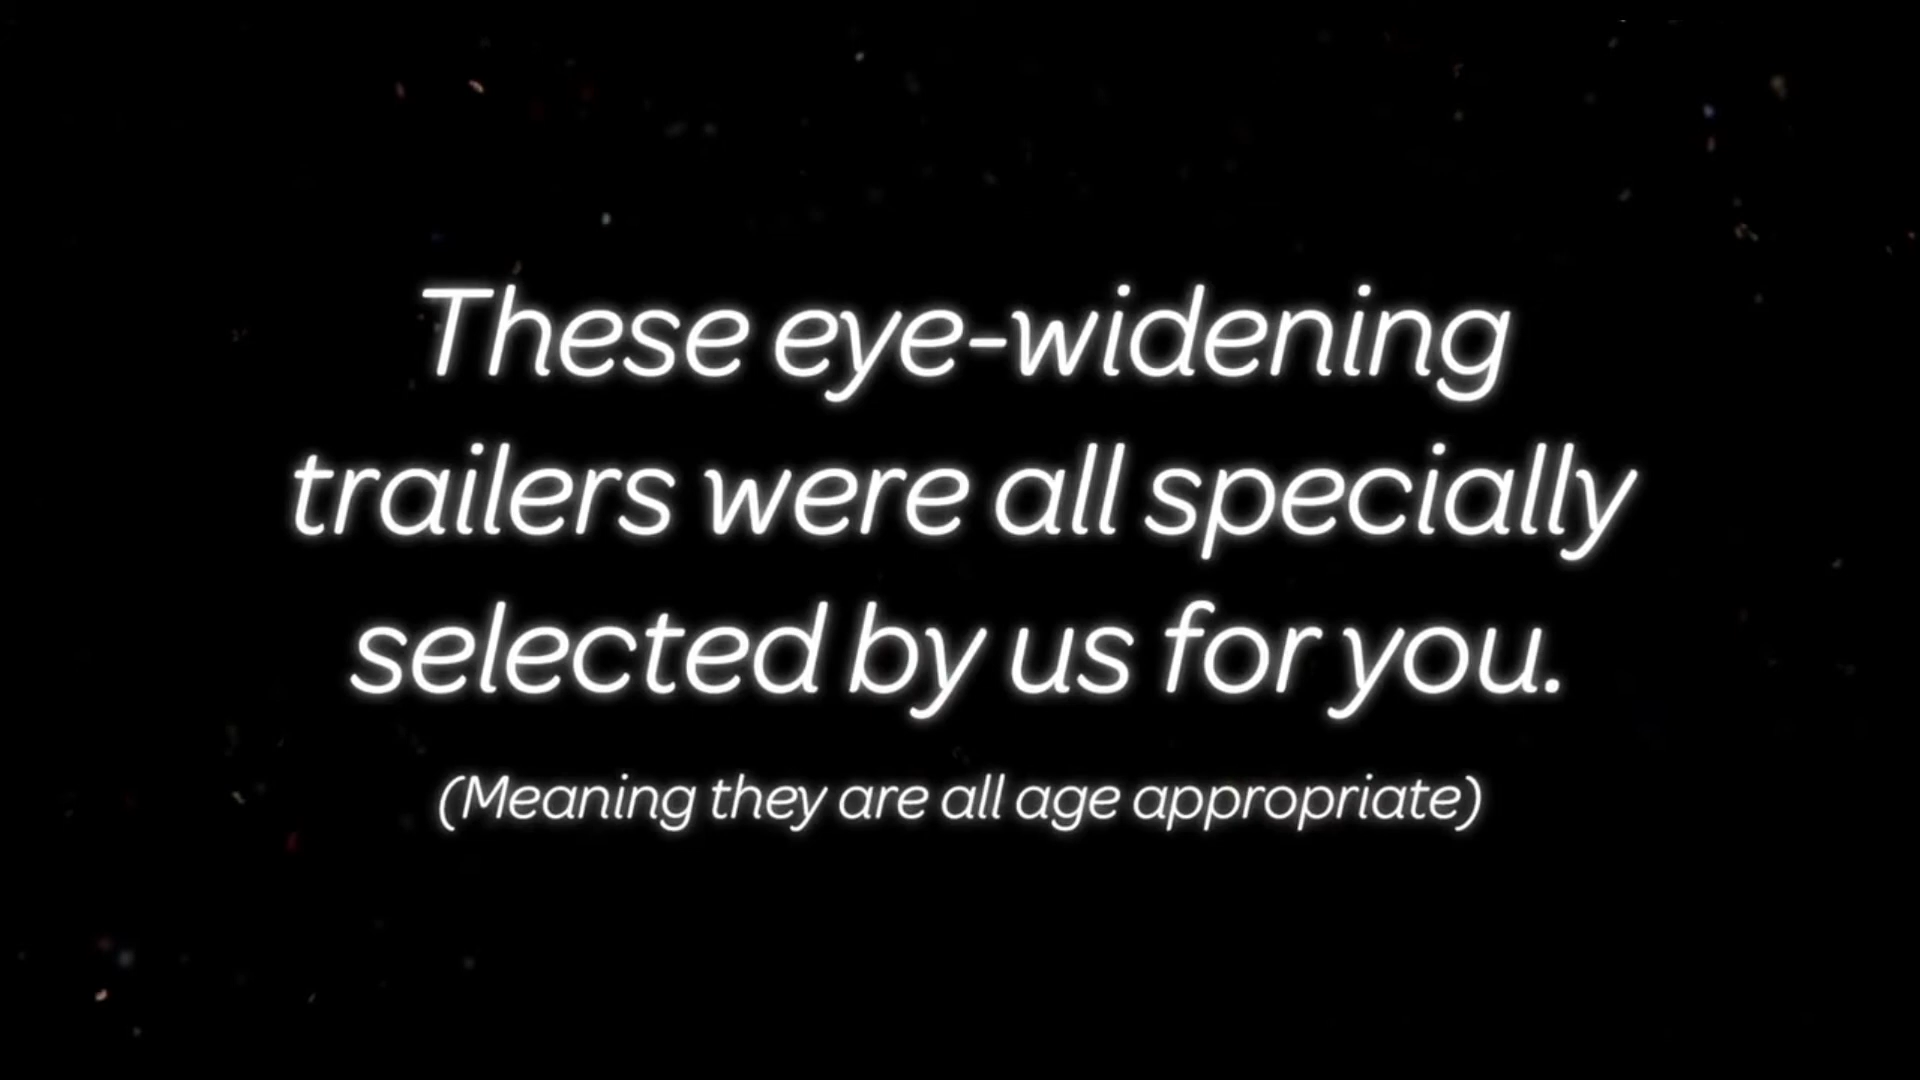 These eye-widening
trailers were all specially
selected by us for you.
(Meaning they are all age appropriate)